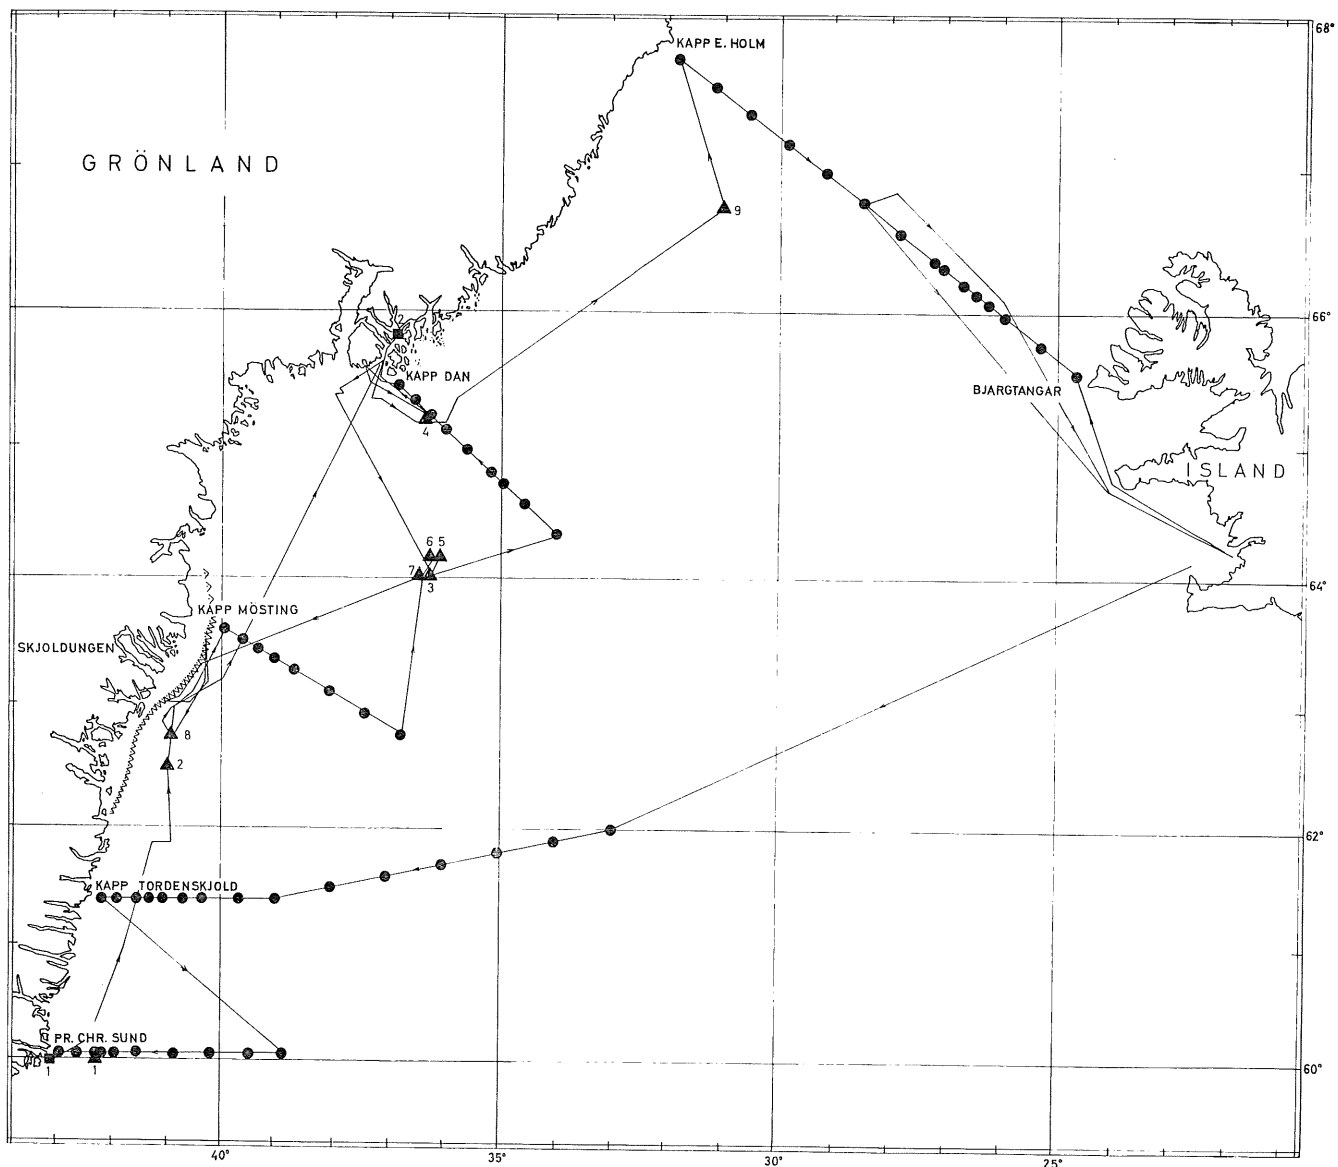 68°
KAPP E. HOLM
GRÖNLAND
9
66°
KAPP DAN
BJARGTANGAR
4
ISLAND
6 5
7
3
64°
KAPP MÖSTING
SKJOLDUNGEN
8
2
62°
KAPP TORDENSKJOLD
PR. CHR. SUND
1 1
60°
40° 35° 30° 25°